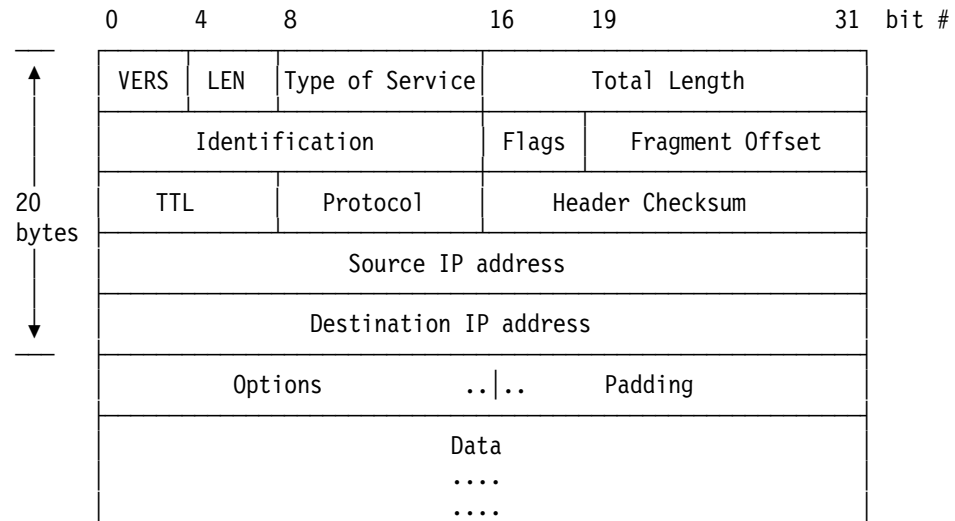 0 4 8 16 19 31 bit #
VERS LEN Type of Service Total Length
Identification Flags Fragment Offset
20 TTL Protocol Header Checksum
bytes
Source IP address
Destination IP address
Options ..|.. Padding
Data
....
....